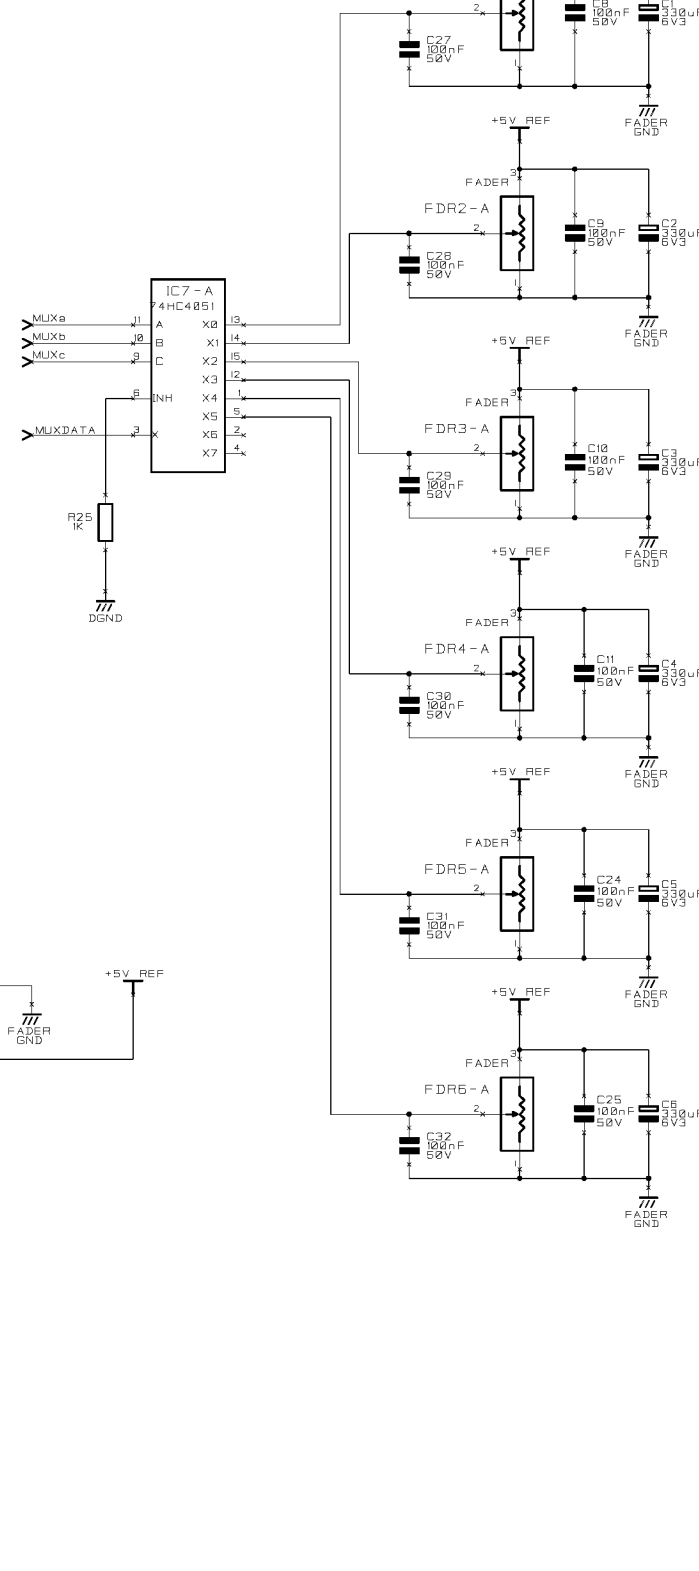 2
C27
100nF
50V
1
C8
100nF
50V
330u
6V3
FADER
GND
+5V REF
3
FADER
FDR2-A
2
C28
100nF
50V
1
C9
100nF
50V
C2
330uF
6V3
FADER
GND
IC7-A
74HC4051
MUXa
11
A
X0
13
MUXb
10
B
X1
14
MUXc
9
C
X2
15
X3
12
6
INH
X4
1
X5
5
MUXDATA
3
X
X6
2
X7
4
R25
1K
DGND
+5V REF
3
FADER
FDR3-A
2
C29
100nF
50V
1
C10
100nF
50V
C3
330uF
6V3
FADER
GND
+5V REF
3
FADER
FDR4-A
2
C30
100nF
50V
1
C11
100nF
50V
C4
330uF
6V3
FADER
GND
+5V REF
3
FADER
FDR5-A
2
C31
100nF
50V
1
C24
100nF
50V
C5
330uF
6V3
FADER
GND
+5V REF
FADER
GND
+5V REF
3
FADER
FDR6-A
2
C32
100nF
50V
1
C25
100nF
50V
C6
330uF
6V3
FADER
GND